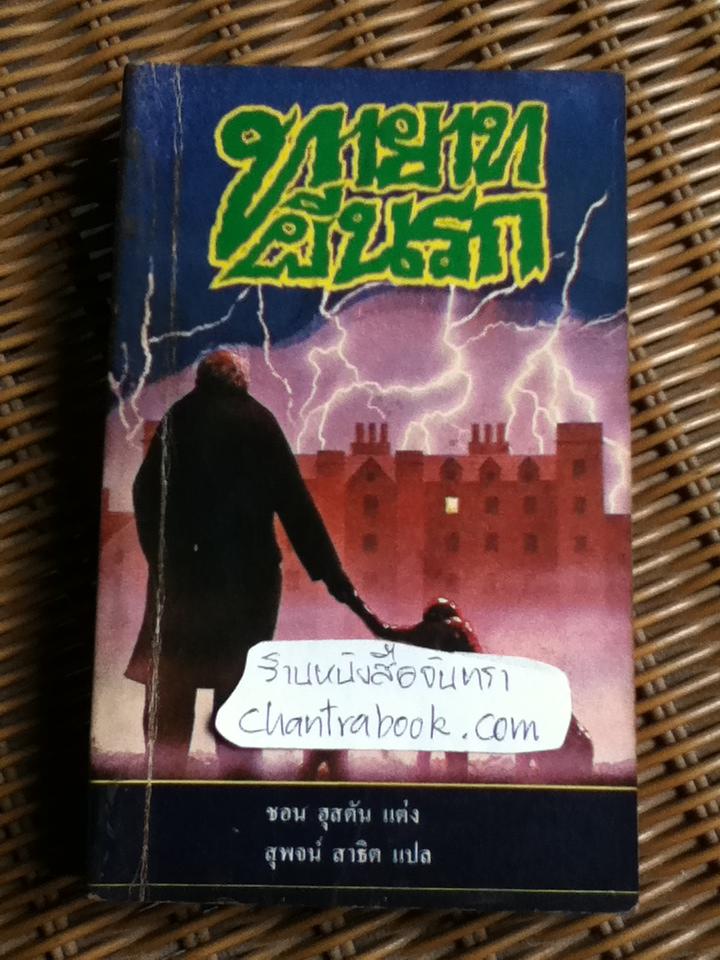 ทายาท
ผีนรก
ร้านหนังสือจันทรา
chantrabook.com
ชอน ฮุสตัน แต่ง
สุพจน์ สาธิต แปล